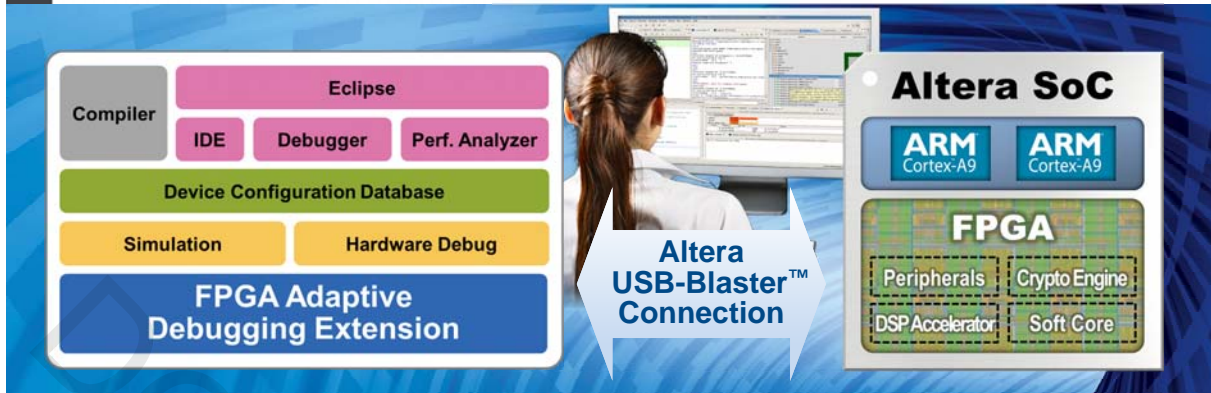 Compiler
Eclipse
IDE
Debugger
Perf. Analyzer
Device Configuration Database
Simulation
Hardware Debug
FPGA Adaptive
Debugging Extension
Altera
USB-Blaster™
Connection
Altera SoC
ARM
Cortex-A9
ARM
Cortex-A9
FPGA
Peripherals
Crypto Engine
DSP Accelerator
Soft Core